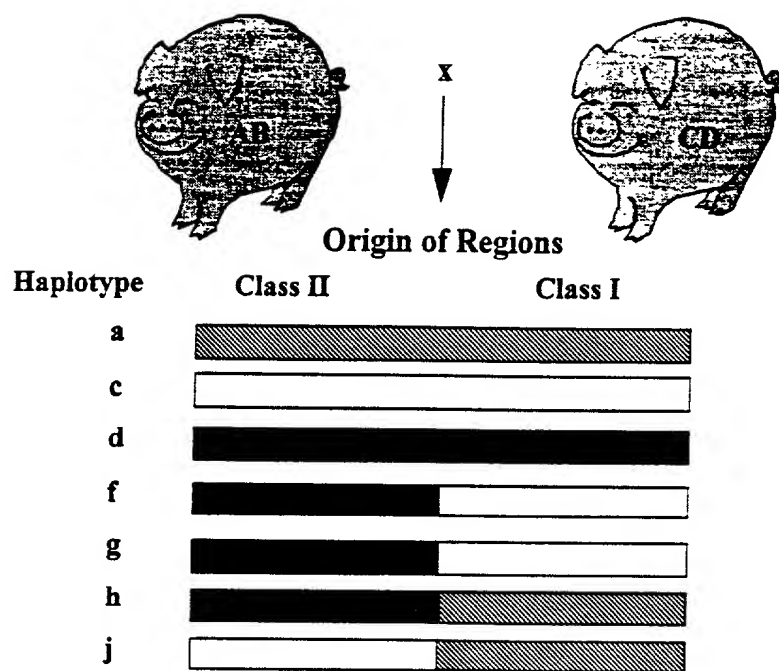 AB
x
CD
Origin of Regions
Haplotype Class II Class I
a
c
d
f
g
h
j